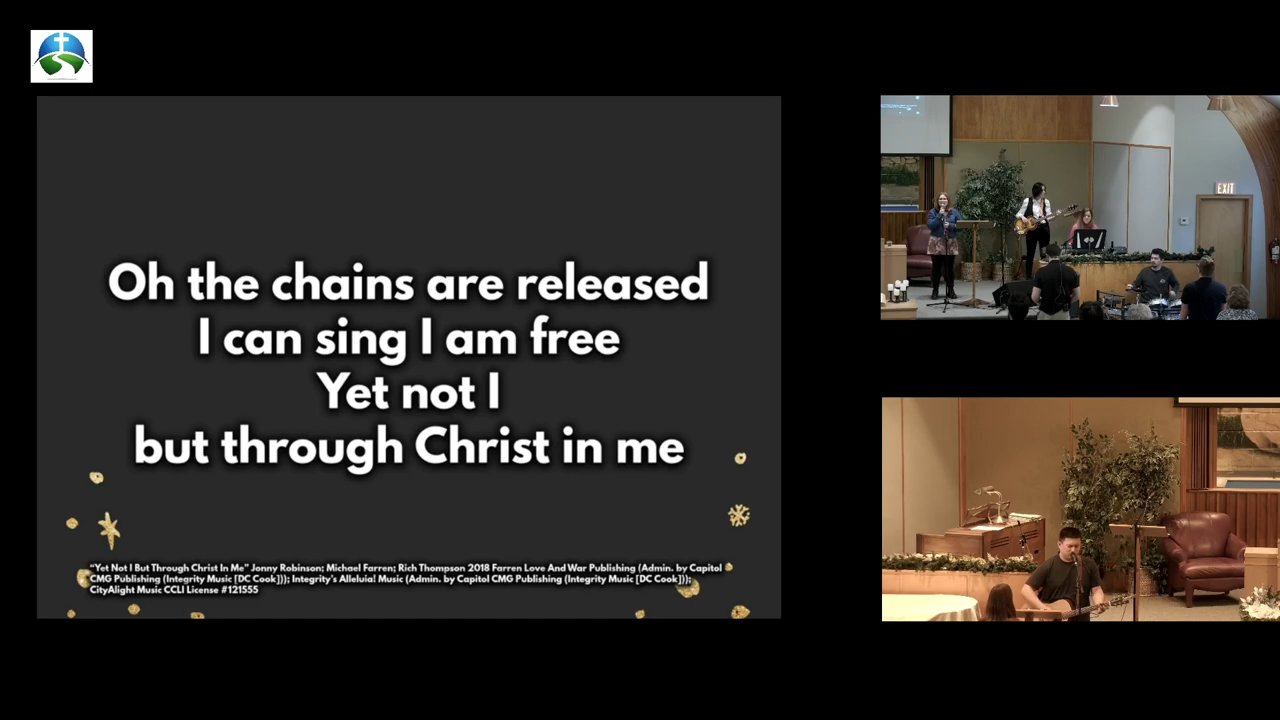 Oh the chains are released
I can sing I am free
Yet not I
but through Christ in me
"Yet Not I But Through Christ In Me" Jonny Robinson; Michael Farren; Rich Thompson 2018 Farren Love And War Publishing (Admin. by Capitol
CMG Publishing (Integrity Music [DC Cook])); Integrity's Alleluia! Music (Admin. by Capitol CMG Publishing (Integrity Music [DC Cook]));
CityAlight Music CCLI License #121555
EXIT